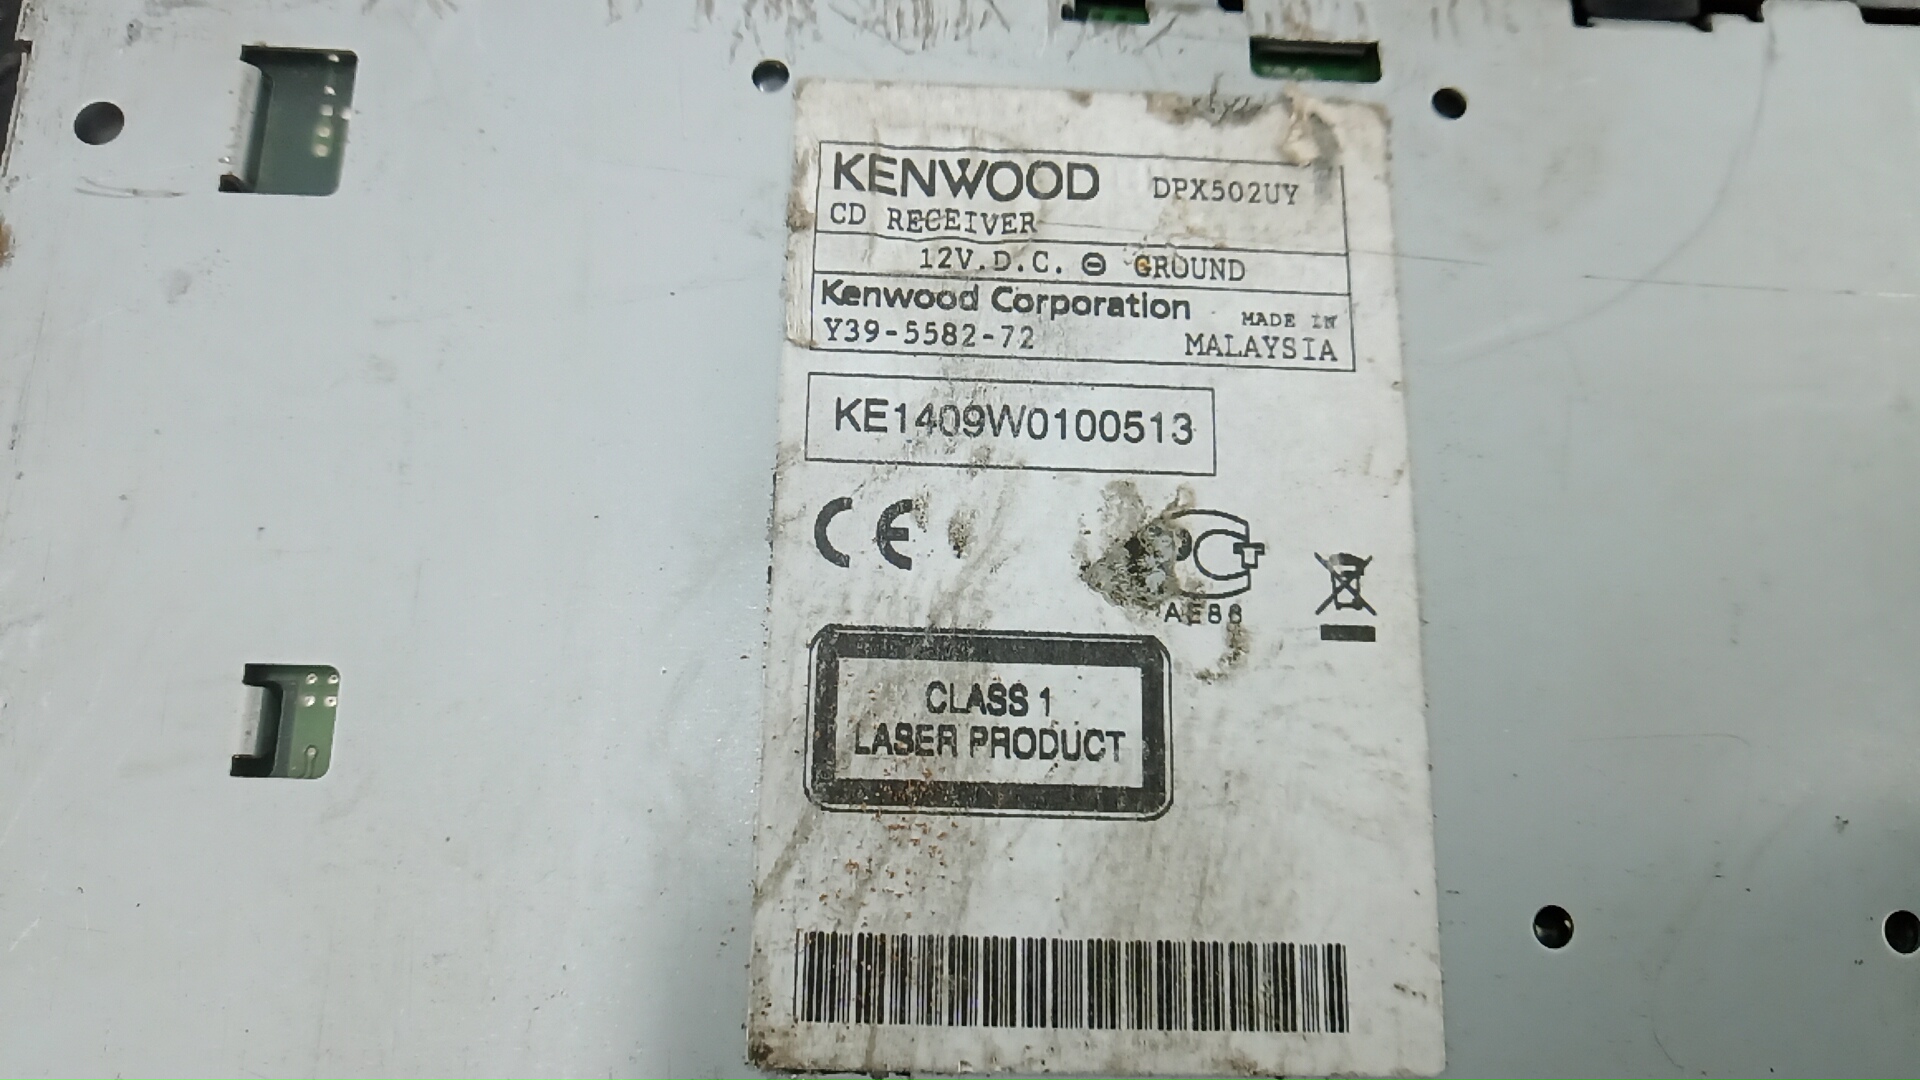 KENWOOD DPX502UY
CD RECEIVER
12V.D.C. ⊖ GROUND
Kenwood Corporation MADE IN
Y39-5582-72 MALAYSIA
KE1409W0100513
CE
AE88
CLASS 1
LASER PRODUCT